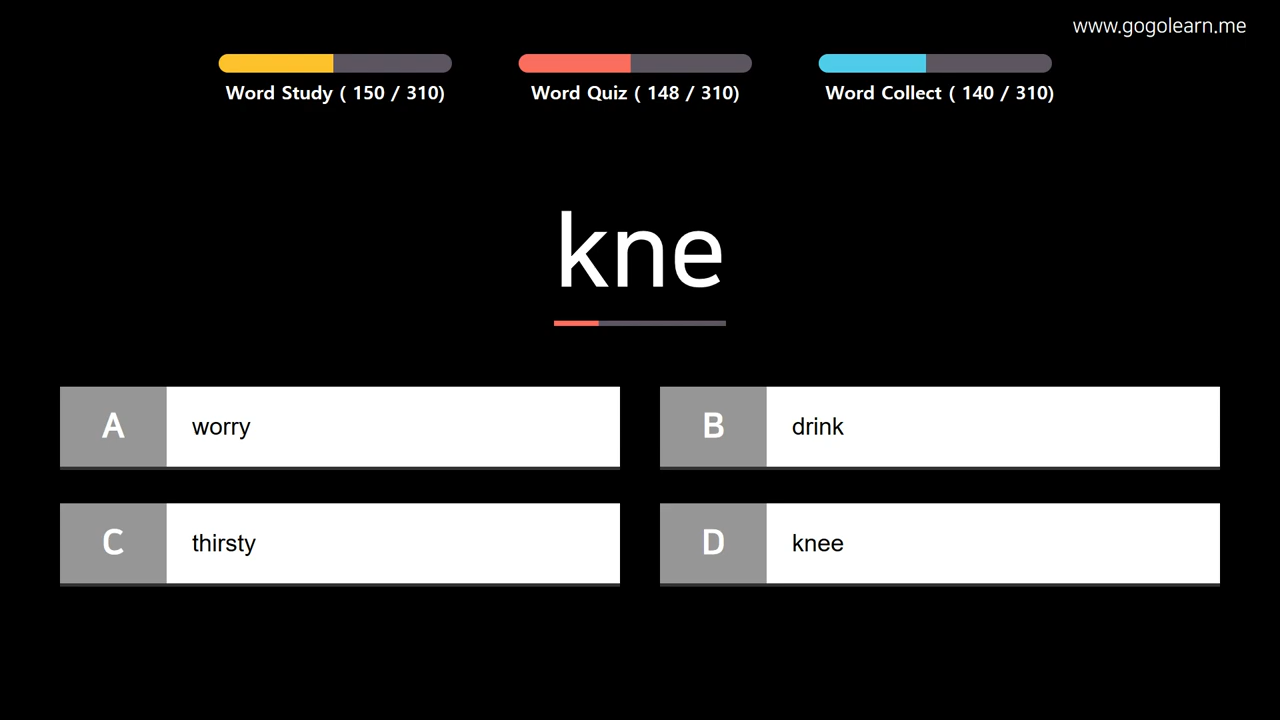 www.gogolearn.me
Word Study ( 150 / 310)
Word Quiz ( 148 / 310)
Word Collect ( 140 / 310)
kne
A worry
B drink
C thirsty
D knee